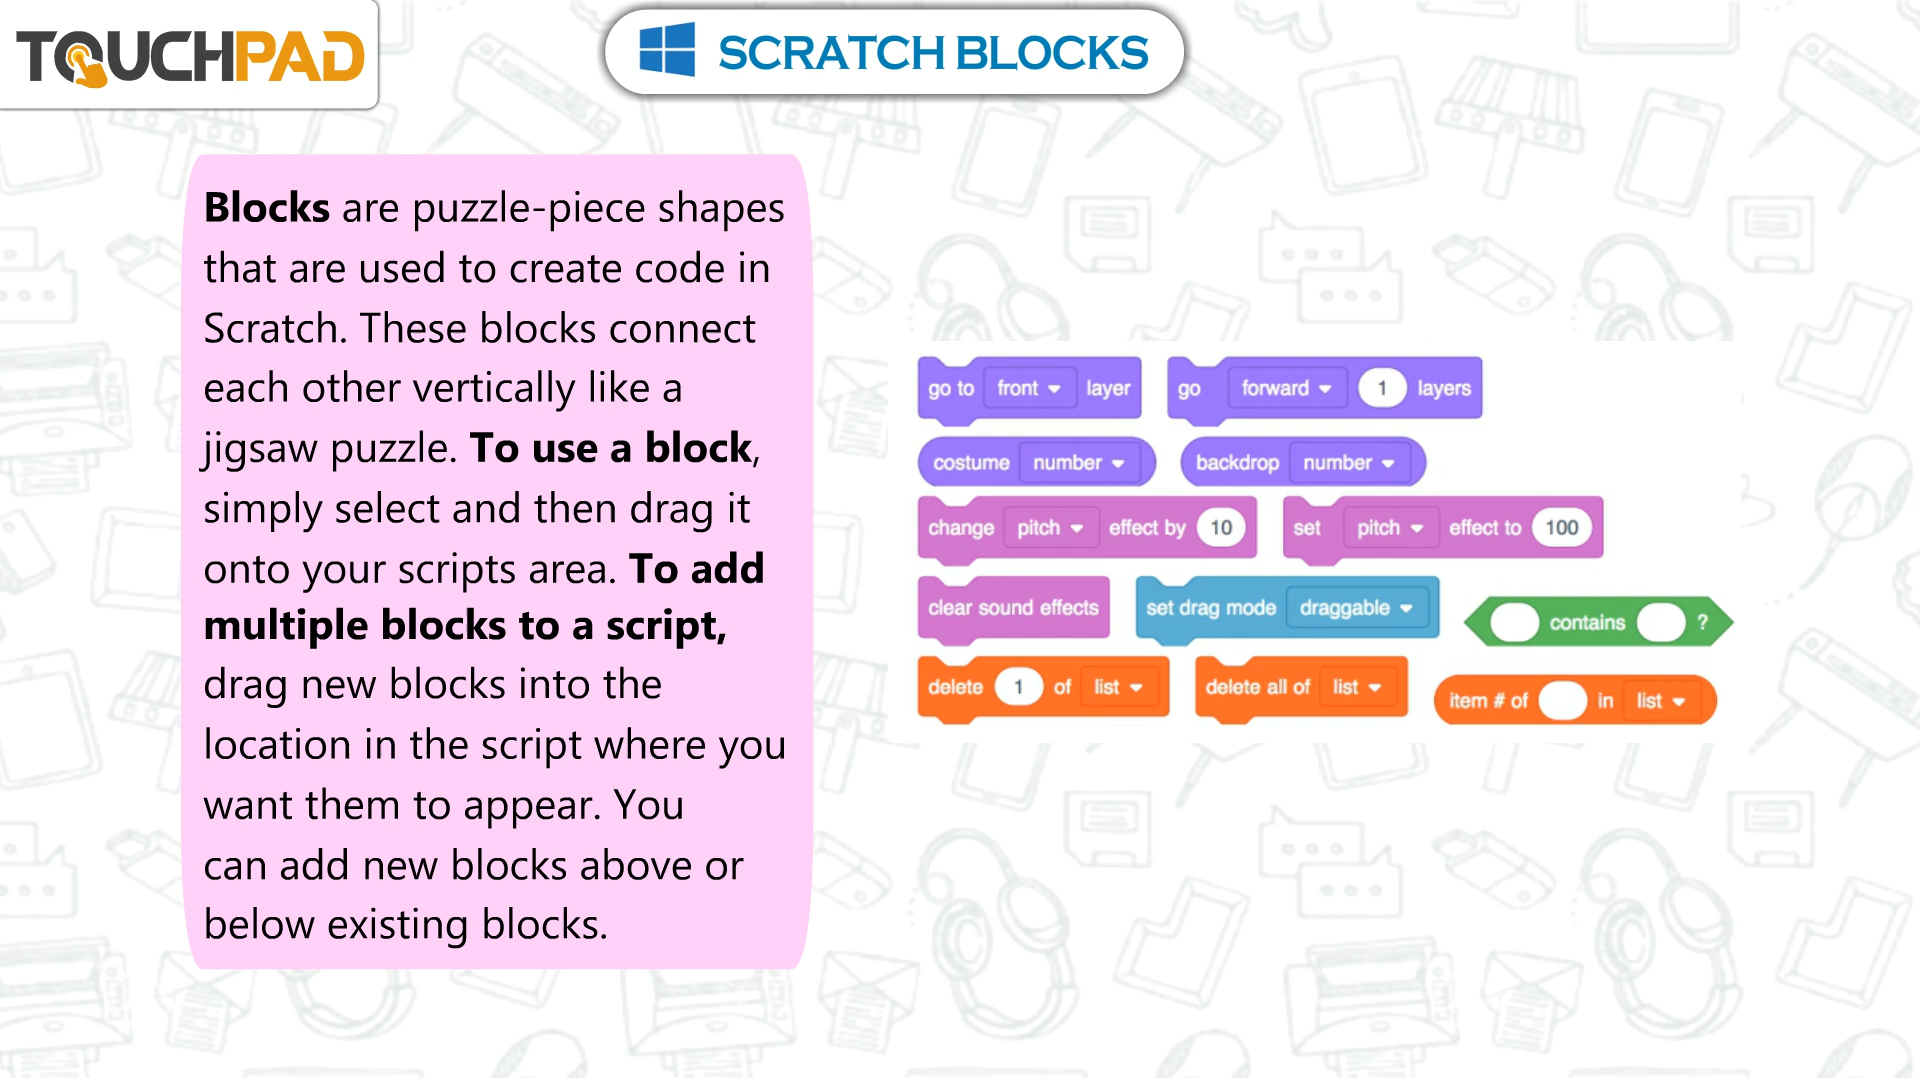 TOUCHPAD
SCRATCH BLOCKS
Blocks are puzzle-piece shapes
that are used to create code in
Scratch. These blocks connect
each other vertically like a
jigsaw puzzle. To use a block,
simply select and then drag it
onto your scripts area. To add
multiple blocks to a script,
drag new blocks into the
location in the script where you
want them to appear. You
can add new blocks above or
below existing blocks.
go to front layer
go forward 1 layers
costume number
backdrop number
change pitch effect by 10
set pitch effect to 100
clear sound effects
set drag mode draggable
contains ?
delete 1 of list
delete all of list
item # of in list